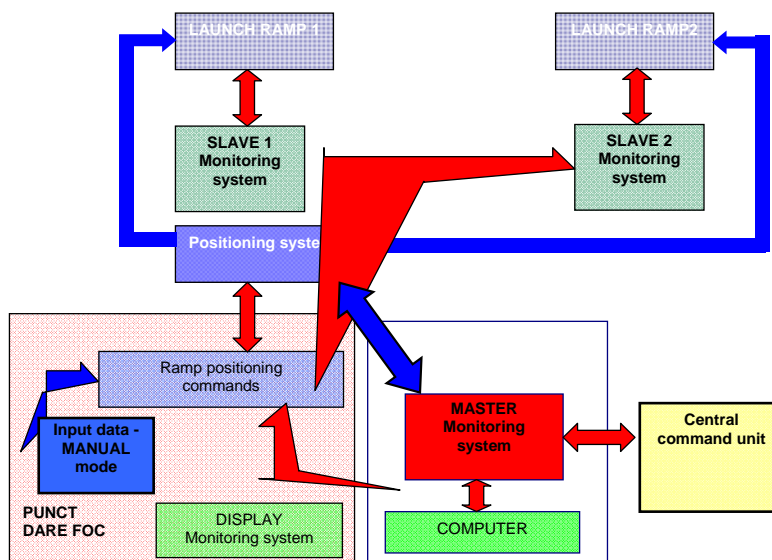 LAUNCH RAMP 1
LAUNCH RAMP2
SLAVE 1
Monitoring
system
SLAVE 2
Monitoring
system
Positioning syste
Ramp positioning
commands
Input data -
MANUAL
mode
MASTER
Monitoring
system
Central
command unit
PUNCT
DARE FOC
DISPLAY
Monitoring system
COMPUTER